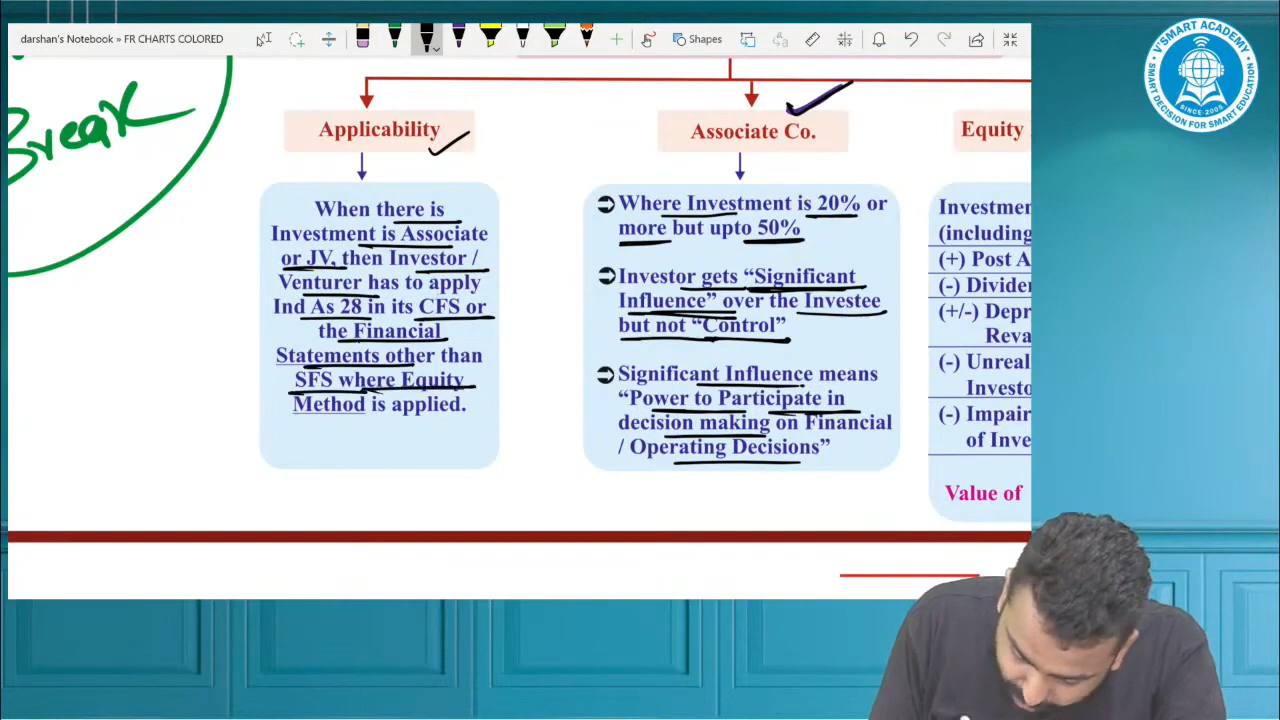 darshan's Notebook » FR CHARTS COLORED
Shapes
V'SMART ACADEMY
SINCE-2005
SMART DECISION FOR SMART EDUCATION
Break
Applicability
When there is
Investment is Associate
or JV, then Investor /
Venturer has to apply
Ind As 28 in its CFS or
the Financial
Statements other than
SFS where Equity
Method is applied.
Associate Co.
Where Investment is 20% or
more but upto 50%
Investor gets “Significant
Influence” over the Investee
but not “Control”
Significant Influence means
“Power to Participate in
decision making on Financial
/ Operating Decisions”
Equity
Investmen
(including
(+) Post A
(-) Dividen
(+/-) Depr
Reva
(-) Unreal
Investo
(-) Impair
of Inve
Value of